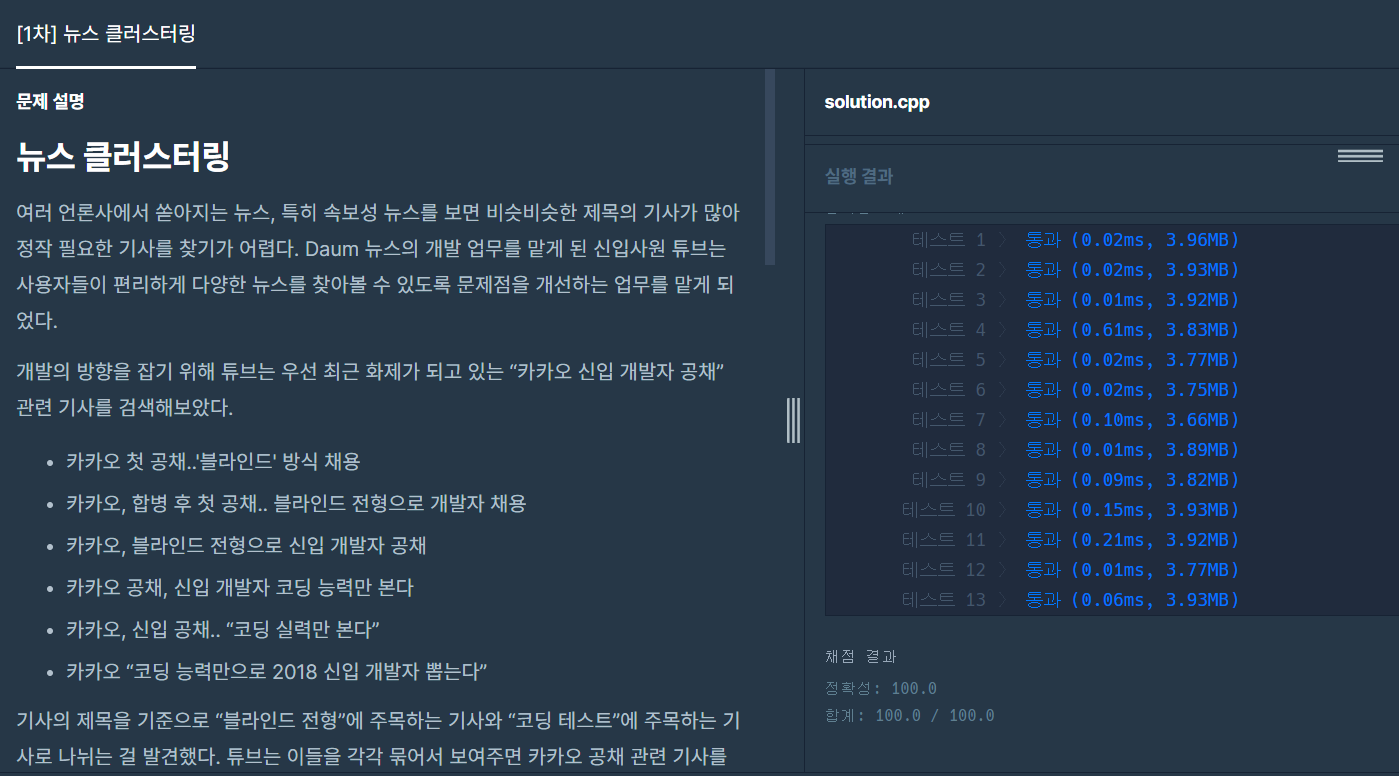 [1차] 뉴스 클러스터링
문제 설명
뉴스 클러스터링
여러 언론사에서 쏟아지는 뉴스, 특히 속보성 뉴스를 보면 비슷비슷한 제목의 기사가 많아
정작 필요한 기사를 찾기가 어렵다. Daum 뉴스의 개발 업무를 맡게 된 신입사원 튜브는
사용자들이 편리하게 다양한 뉴스를 찾아볼 수 있도록 문제점을 개선하는 업무를 맡게 되
었다.
개발의 방향을 잡기 위해 튜브는 우선 최근 화제가 되고 있는 “카카오 신입 개발자 공채”
관련 기사를 검색해보았다.
• 카카오 첫 공채..'블라인드' 방식 채용
• 카카오, 합병 후 첫 공채.. 블라인드 전형으로 개발자 채용
• 카카오, 블라인드 전형으로 신입 개발자 공채
• 카카오 공채, 신입 개발자 코딩 능력만 본다
• 카카오, 신입 공채.. “코딩 실력만 본다”
• 카카오 “코딩 능력만으로 2018 신입 개발자 뽑는다”
기사의 제목을 기준으로 “블라인드 전형”에 주목하는 기사와 “코딩 테스트”에 주목하는 기
사로 나뉘는 걸 발견했다. 튜브는 이들을 각각 묶어서 보여주면 카카오 공채 관련 기사를
solution.cpp
실행 결과
테스트 1 〉 통과 (0.02ms, 3.96MB)
테스트 2 〉 통과 (0.02ms, 3.93MB)
테스트 3 〉 통과 (0.01ms, 3.92MB)
테스트 4 〉 통과 (0.61ms, 3.83MB)
테스트 5 〉 통과 (0.02ms, 3.77MB)
테스트 6 〉 통과 (0.02ms, 3.75MB)
테스트 7 〉 통과 (0.10ms, 3.66MB)
테스트 8 〉 통과 (0.01ms, 3.89MB)
테스트 9 〉 통과 (0.09ms, 3.82MB)
테스트 10 〉 통과 (0.15ms, 3.93MB)
테스트 11 〉 통과 (0.21ms, 3.92MB)
테스트 12 〉 통과 (0.01ms, 3.77MB)
테스트 13 〉 통과 (0.06ms, 3.93MB)
채점 결과
정확성: 100.0
합계: 100.0 / 100.0